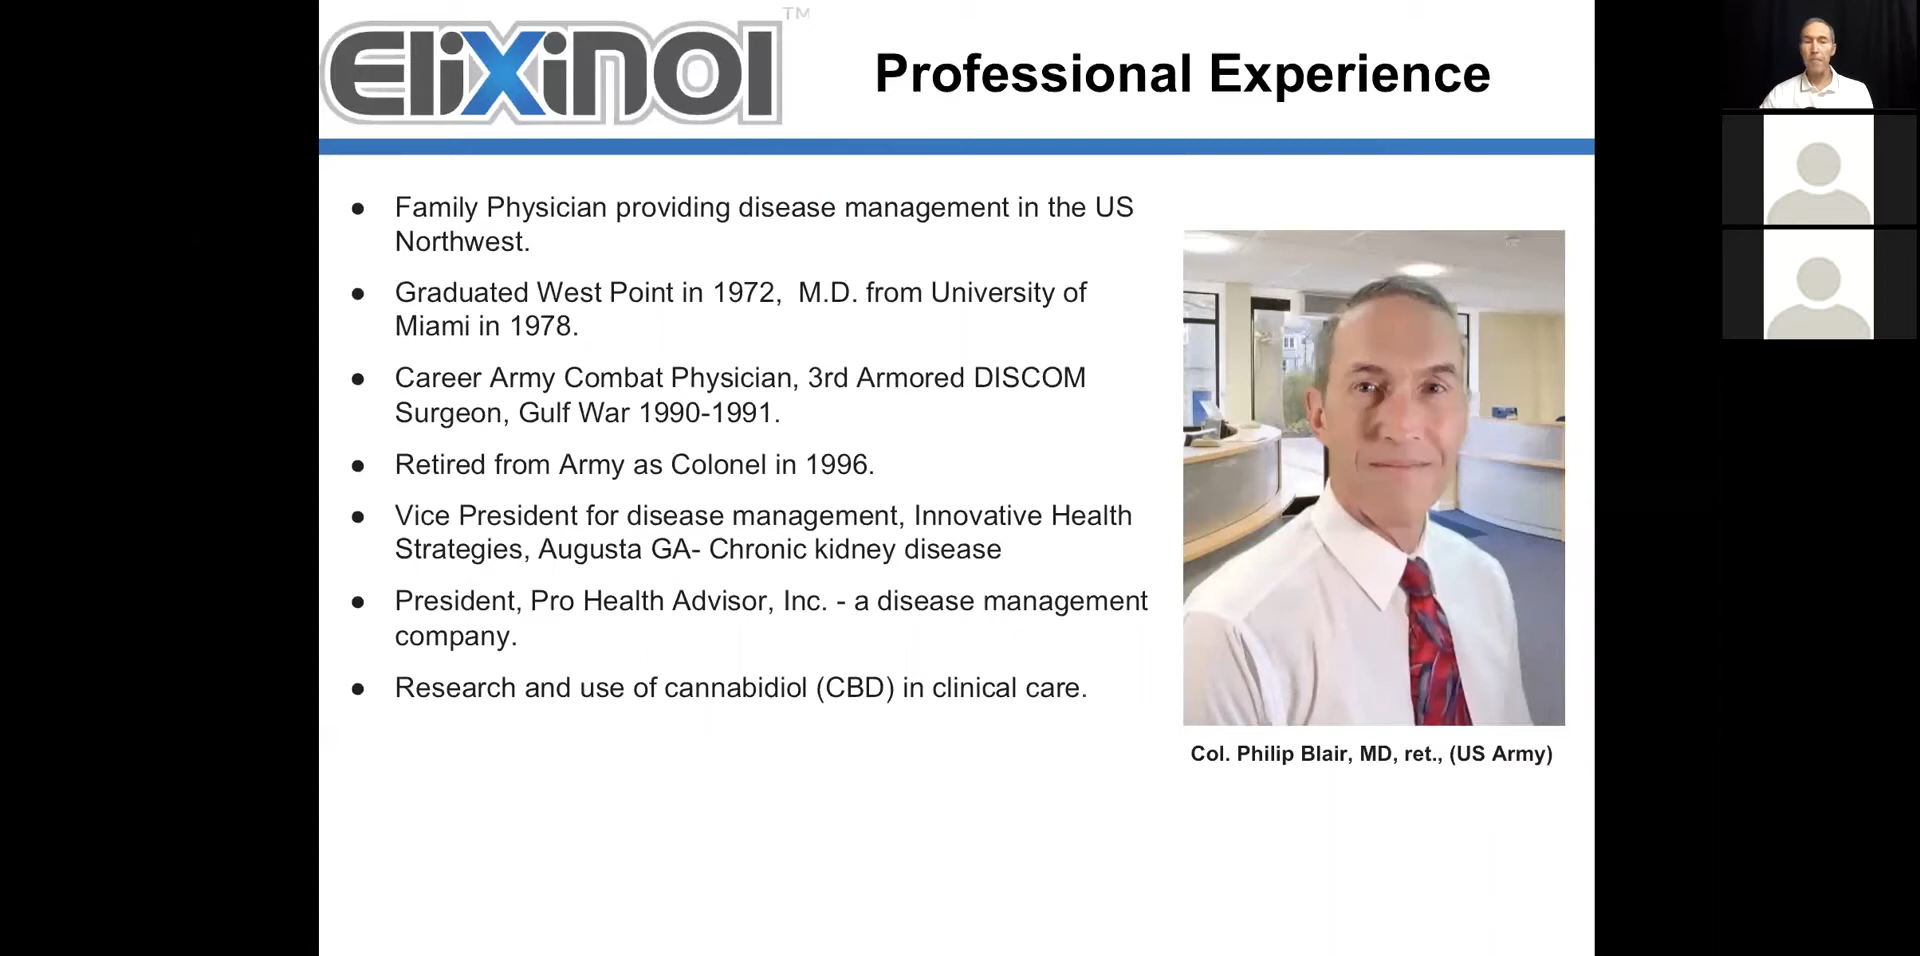 Elixinol
TM
Professional Experience
● Family Physician providing disease management in the US
Northwest.
● Graduated West Point in 1972, M.D. from University of
Miami in 1978.
● Career Army Combat Physician, 3rd Armored DISCOM
Surgeon, Gulf War 1990-1991.
● Retired from Army as Colonel in 1996.
● Vice President for disease management, Innovative Health
Strategies, Augusta GA- Chronic kidney disease
● President, Pro Health Advisor, Inc. - a disease management
company.
● Research and use of cannabidiol (CBD) in clinical care.
Col. Philip Blair, MD, ret., (US Army)